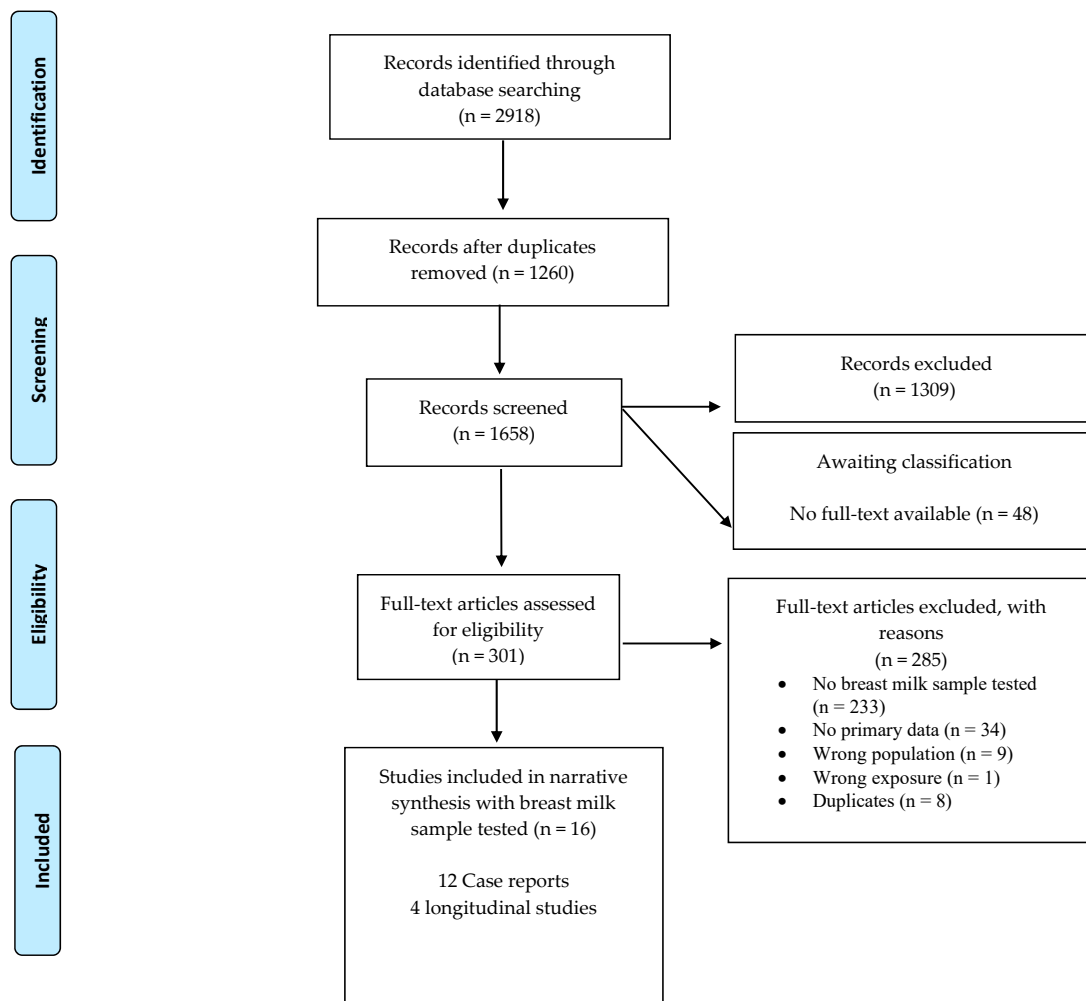 Identification
Records identified through
database searching
(n = 2918)
Records after duplicates
removed (n = 1260)
Screening
Records screened
(n = 1658)
Records excluded
(n = 1309)
Awaiting classification
No full-text available (n = 48)
Eligibility
Full-text articles assessed
for eligibility
(n = 301)
Full-text articles excluded, with
reasons
(n = 285)
• No breast milk sample tested
(n = 233)
• No primary data (n = 34)
• Wrong population (n = 9)
• Wrong exposure (n = 1)
• Duplicates (n = 8)
Included
Studies included in narrative
synthesis with breast milk
sample tested (n = 16)
12 Case reports
4 longitudinal studies